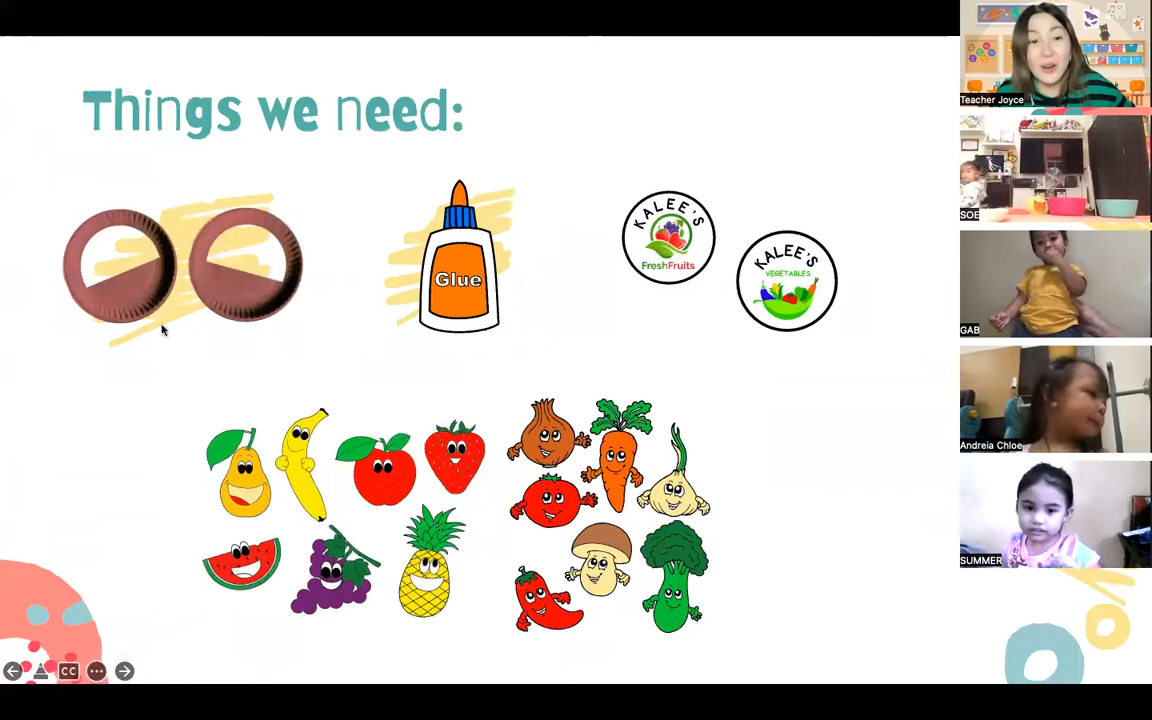 Things we need:
Glue
KALEE'S
FreshFruits
KALEE'S
VEGETABLES
CC
Teacher Joyce
SOE
GAB
Andreia Chloe
SUMMER